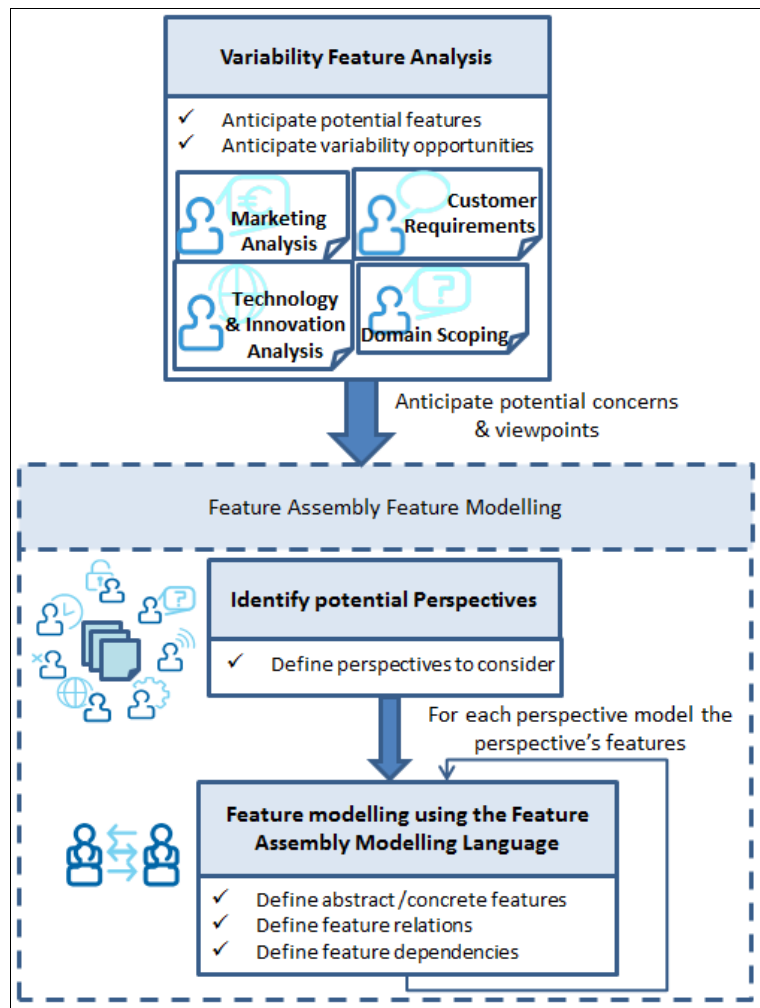 Variability Feature Analysis
✓ Anticipate potential features
✓ Anticipate variability opportunities
€
Marketing
Analysis
Customer
Requirements
Technology
& Innovation
Analysis
?
Domain Scoping
Anticipate potential concerns
& viewpoints
Feature Assembly Feature Modelling
?
Identify potential Perspectives
✓ Define perspectives to consider
For each perspective model the
perspective's features
Feature modelling using the Feature
Assembly Modelling Language
✓ Define abstract /concrete features
✓ Define feature relations
✓ Define feature dependencies